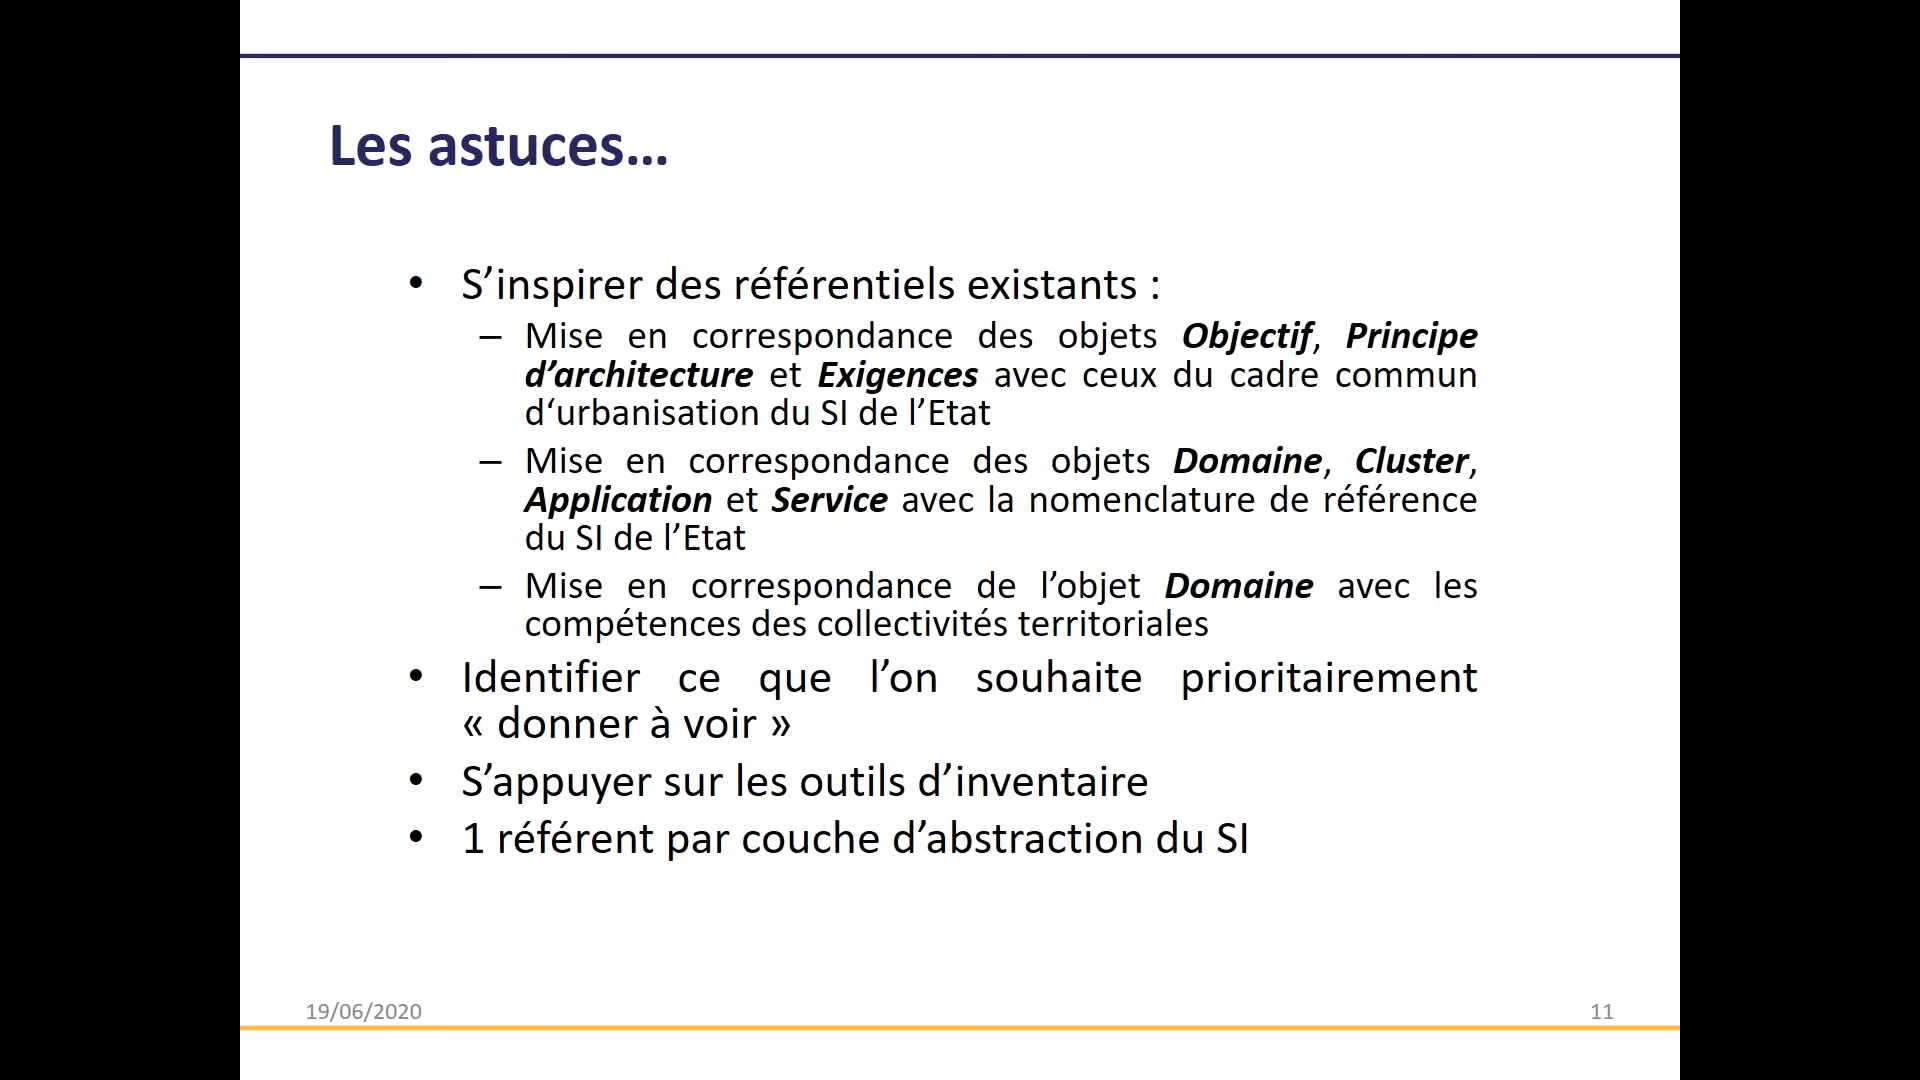 Les astuces…
• S’inspirer des référentiels existants :
– Mise en correspondance des objets Objectif, Principe
d’architecture et Exigences avec ceux du cadre commun
d‘urbanisation du SI de l’Etat
– Mise en correspondance des objets Domaine, Cluster,
Application et Service avec la nomenclature de référence
du SI de l’Etat
– Mise en correspondance de l’objet Domaine avec les
compétences des collectivités territoriales
• Identifier ce que l’on souhaite prioritairement
« donner à voir »
• S’appuyer sur les outils d’inventaire
• 1 référent par couche d’abstraction du SI
19/06/2020
11